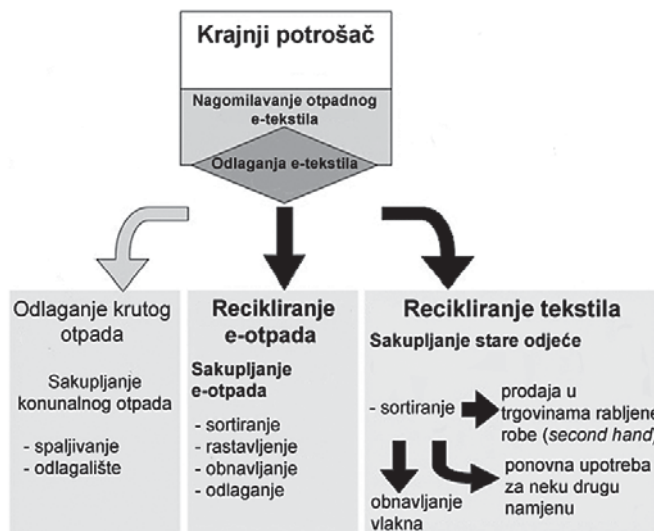 Krajnji potrošač
Nagomilavanje otpadnog
e-tekstila
Odlaganja e-tekstila
Odlaganje krutog
otpada
Sakupljanje
konunalnog otpada
- spaljivanje
- odlagalište
Recikliranje
e-otpada
Sakupljanje
e-otpada
- sortiranje
- rastavljenje
- obnavljanje
- odlaganje
Recikliranje tekstila
Sakupljanje stare odjeće
- sortiranje
prodaja u
trgovinama rabljene
robe (second hand)
ponovna upotreba
za neku drugu
namjenu
obnavljanje
vlakna